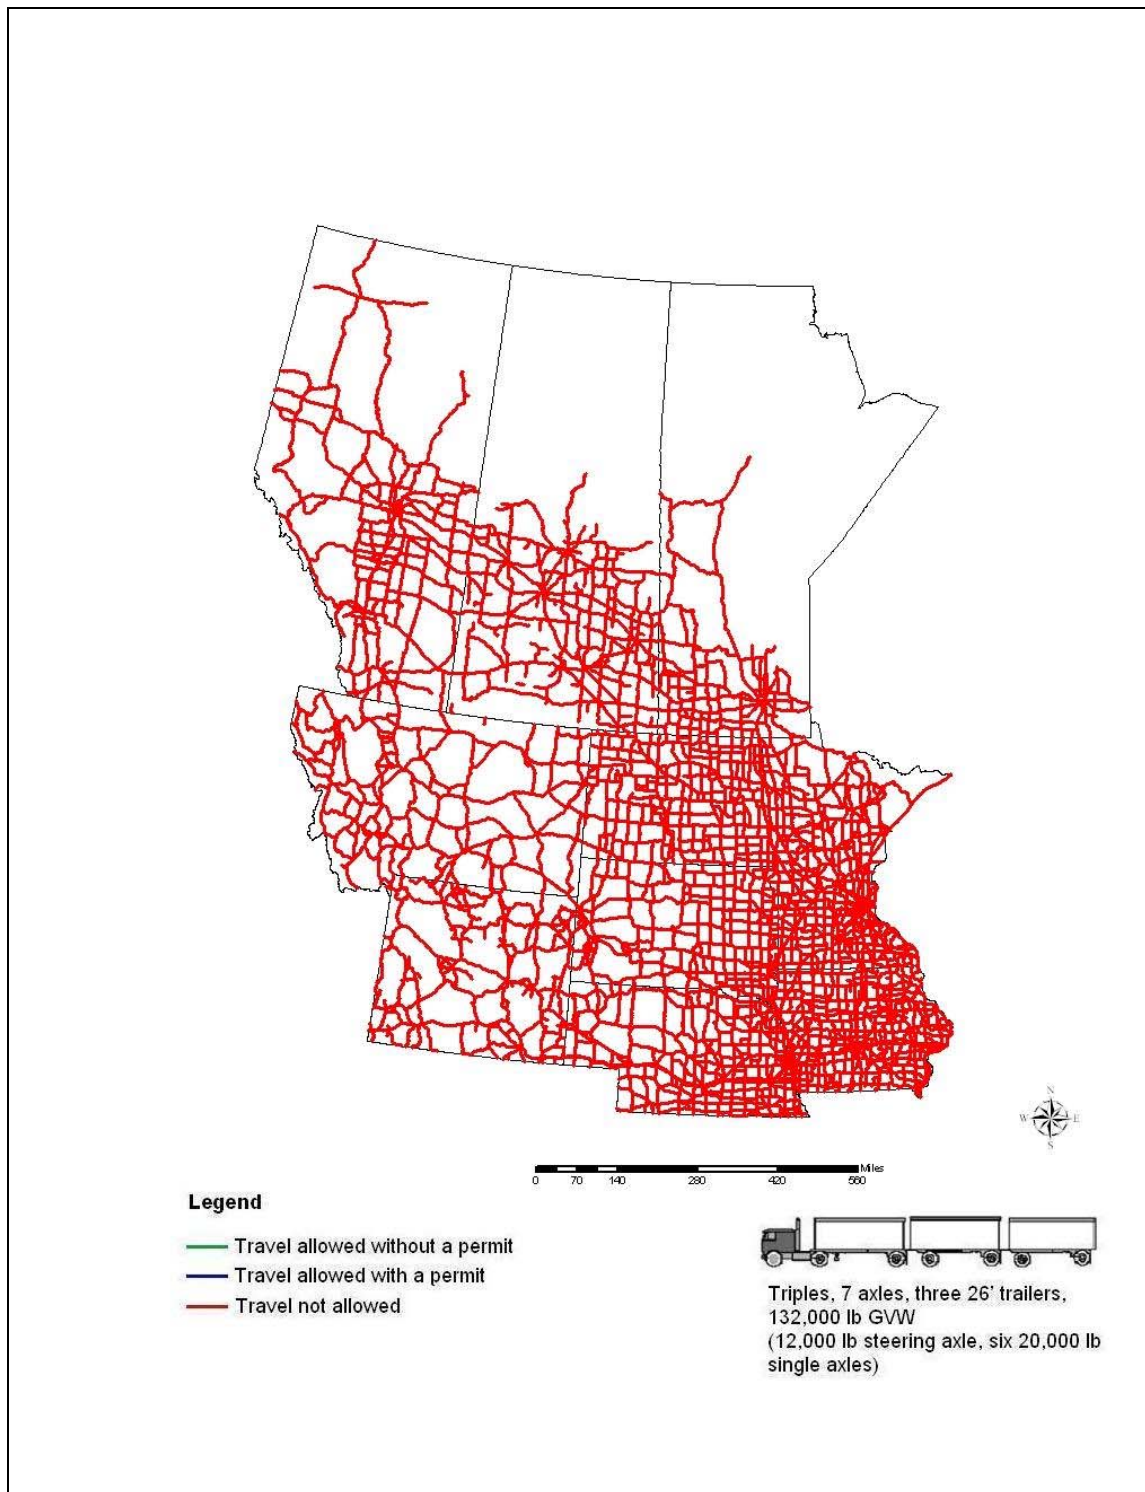 N
W E
S
Miles
0 70 140 280 420 560
Legend
Travel allowed without a permit
Travel allowed with a permit
Travel not allowed
Triples, 7 axles, three 26' trailers,
132,000 lb GVW
(12,000 lb steering axle, six 20,000 lb
single axles)